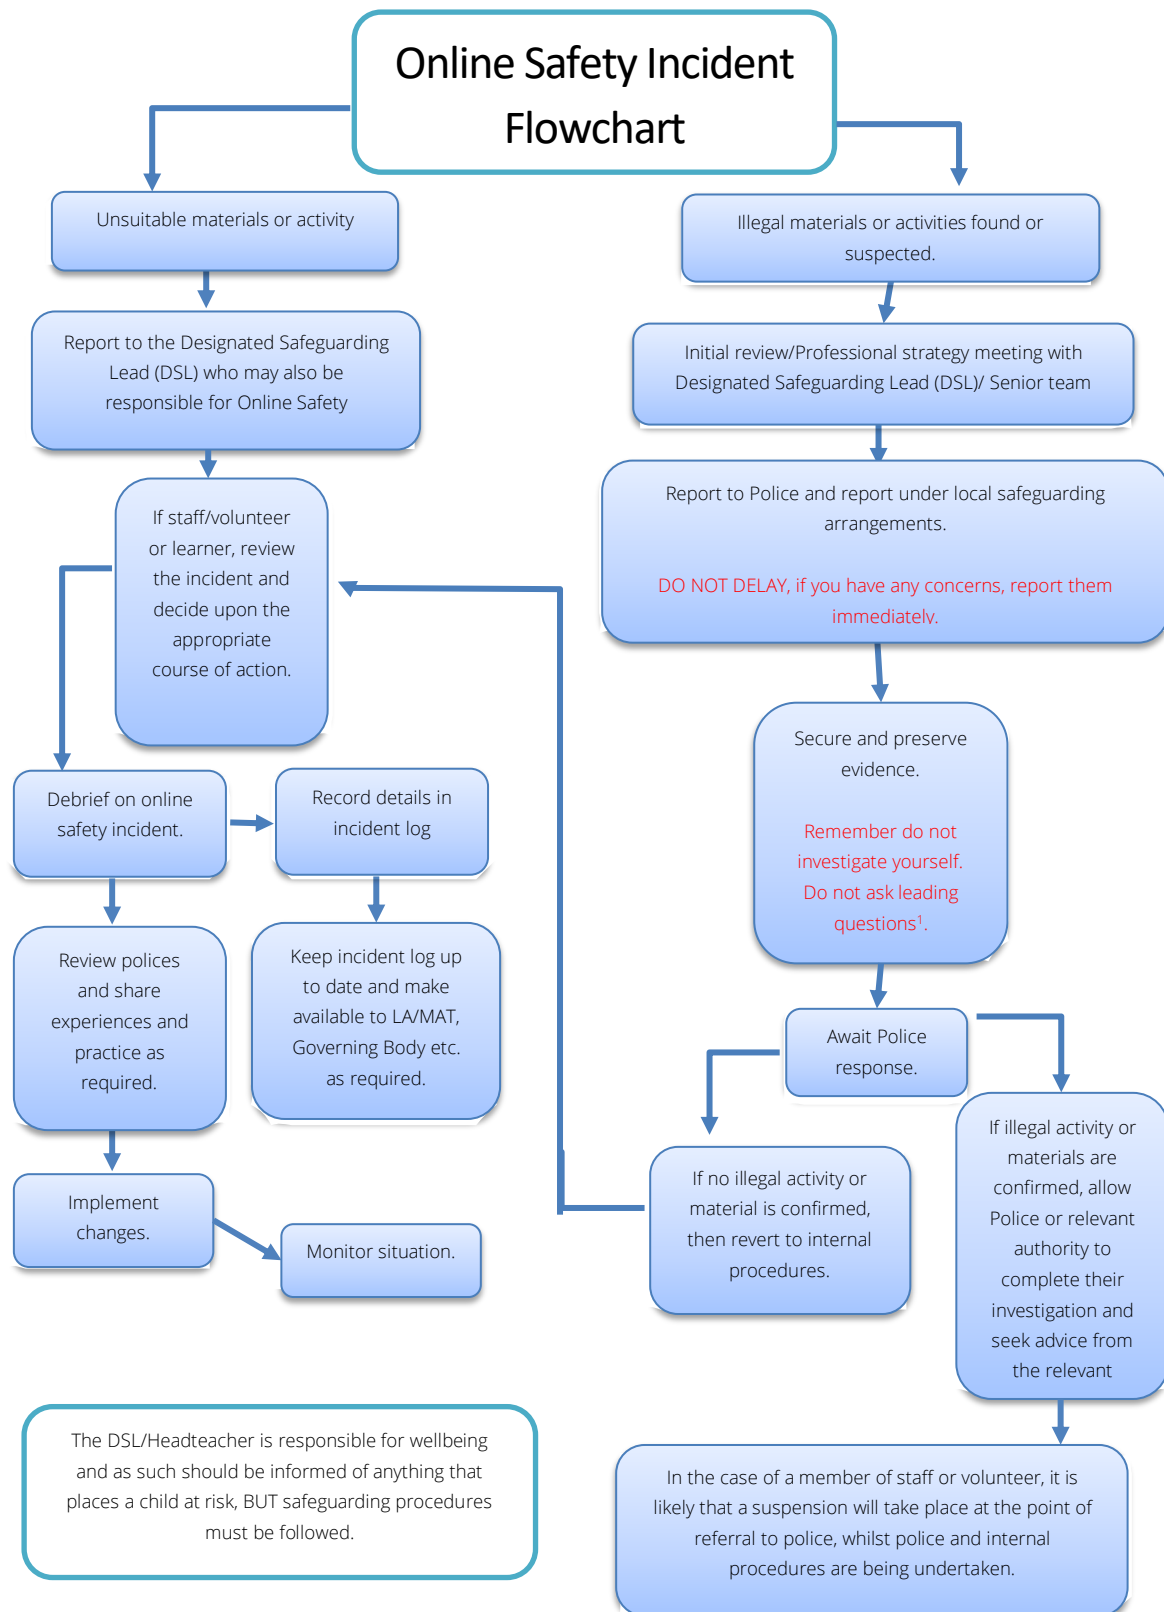 Online Safety Incident
Flowchart
Unsuitable materials or activity
Report to the Designated Safeguarding
Lead (DSL) who may also be
responsible for Online Safety
If staff/volunteer
or learner, review
the incident and
decide upon the
appropriate
course of action.
Debrief on online
safety incident.
Record details in
incident log
Review polices
and share
experiences and
practice as
required.
Keep incident log up
to date and make
available to LA/MAT,
Governing Body etc.
as required.
Implement
changes.
Monitor situation.
Illegal materials or activities found or
suspected.
Initial review/Professional strategy meeting with
Designated Safeguarding Lead (DSL)/ Senior team
Report to Police and report under local safeguarding
arrangements.
DO NOT DELAY, if you have any concerns, report them
immediately.
Secure and preserve
evidence.
Remember do not
investigate yourself.
Do not ask leading
questions¹.
Await Police
response.
If no illegal activity or
material is confirmed,
then revert to internal
procedures.
If illegal activity or
materials are
confirmed, allow
Police or relevant
authority to
complete their
investigation and
seek advice from
the relevant
In the case of a member of staff or volunteer, it is
likely that a suspension will take place at the point of
referral to police, whilst police and internal
procedures are being undertaken.
The DSL/Headteacher is responsible for wellbeing
and as such should be informed of anything that
places a child at risk, BUT safeguarding procedures
must be followed.